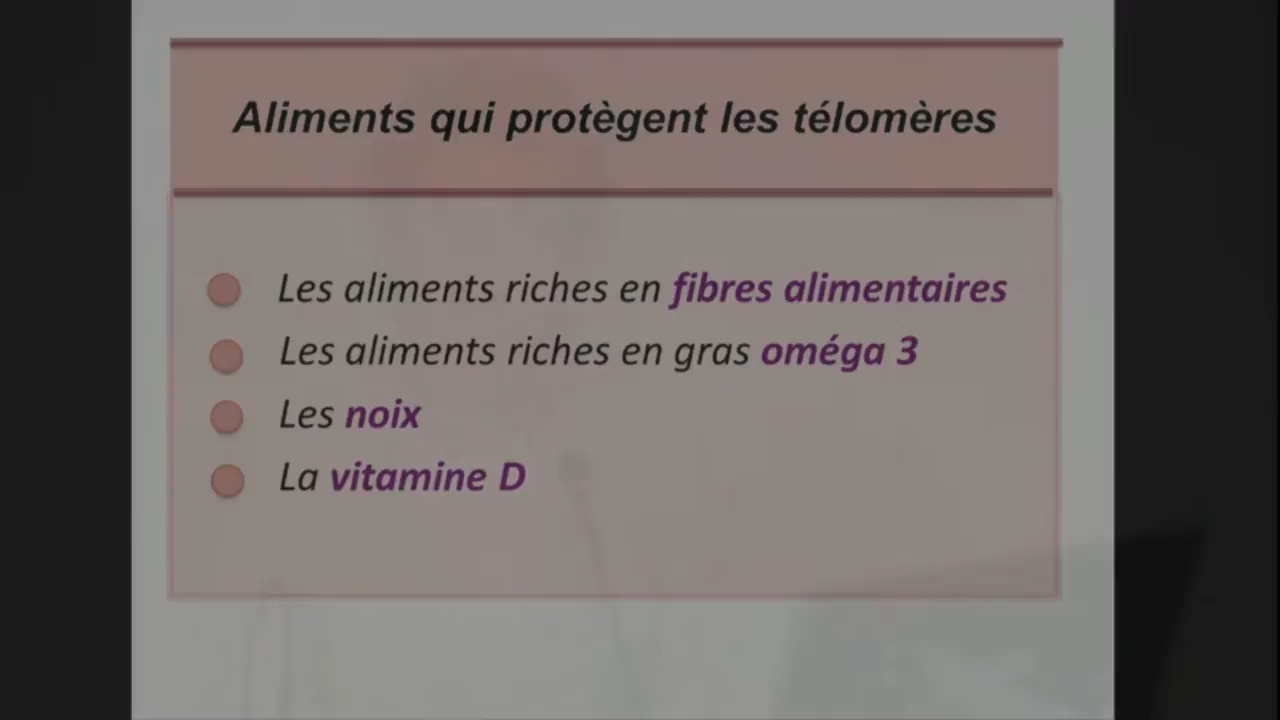 Aliments qui protègent les télomères
Les aliments riches en fibres alimentaires
Les aliments riches en gras oméga 3
Les noix
La vitamine D